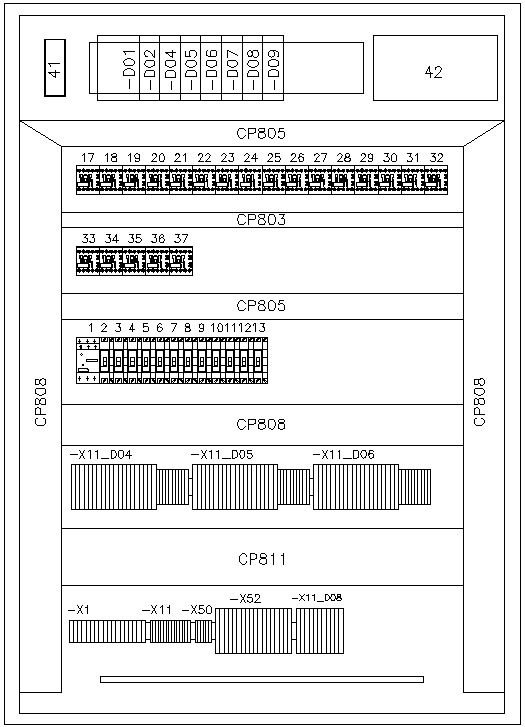 41
-D01 -D02 -D04 -D05 -D06 -D07 -D08 -D09
42
CP805
17 18 19 20 21 22 23 24 25 26 27 28 29 30 31 32
CP803
33 34 35 36 37
CP805
1 2 3 4 5 6 7 8 9 10 11 12 13
CP808
CP808
CP808
-X11_D04 -X11_D05 -X11_D06
CP811
-X1 -X11 -X50 -X52 -X11_D08